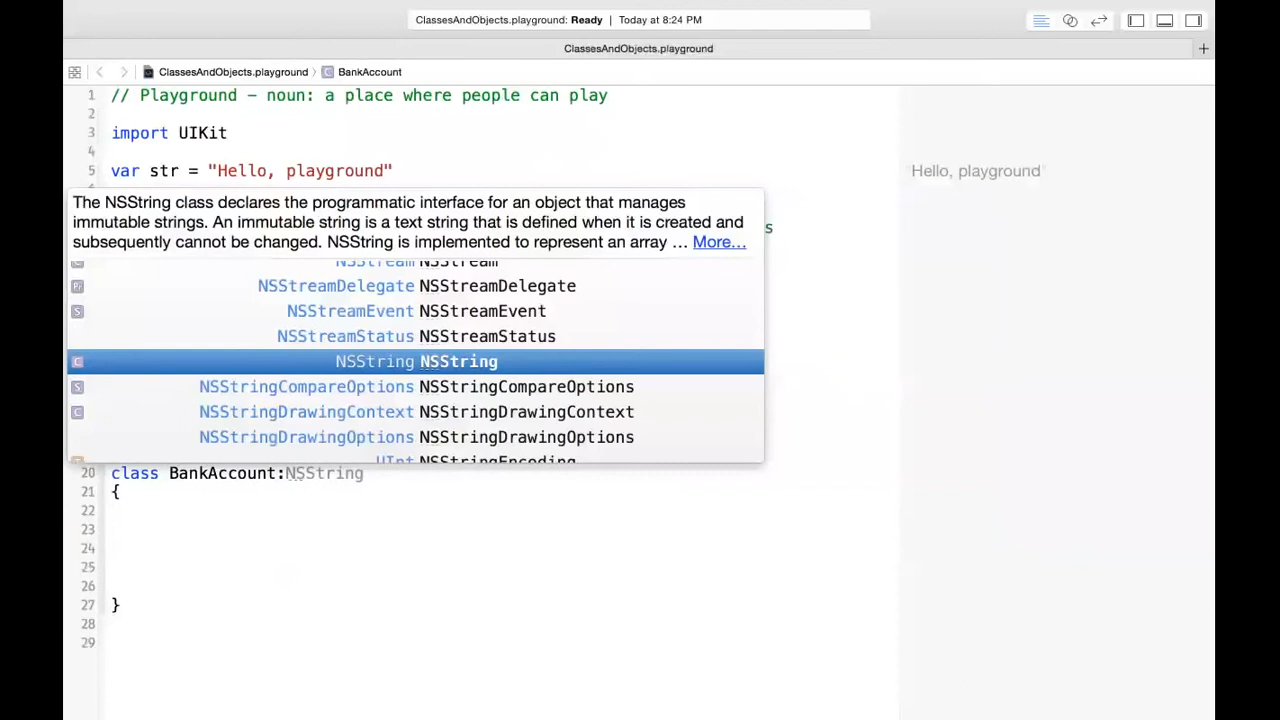 ClassesAndObjects.playground: Ready | Today at 8:24 PM
ClassesAndObjects.playground
ClassesAndObjects.playground BankAccount
1 // Playground – noun: a place where people can play
2
3 import UIKit
4
5 var str = "Hello, playground" "Hello, playground"
The NSString class declares the programmatic interface for an object that manages
immutable strings. An immutable string is a text string that is defined when it is created and
subsequently cannot be changed. NSString is implemented to represent an array ... More...
s
C NSStream NSStream
Pr NSStreamDelegate NSStreamDelegate
S NSStreamEvent NSStreamEvent
NSStreamStatus NSStreamStatus
C NSString NSString
S NSStringCompareOptions NSStringCompareOptions
C NSStringDrawingContext NSStringDrawingContext
NSStringDrawingOptions NSStringDrawingOptions
UInt NSStringEncoding
20 class BankAccount:NSString
21 {
22
23
24
25
26
27 }
28
29